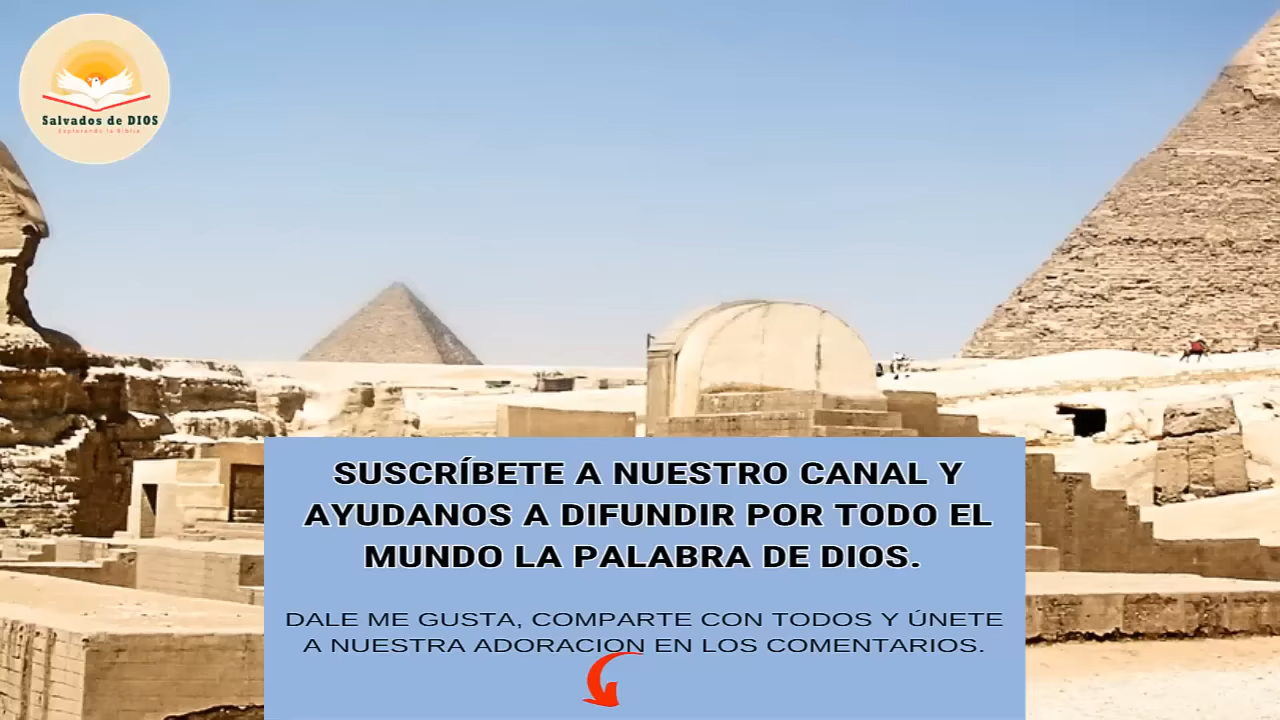 Salvados de DIOS
Explorando la Biblia
SUSCRÍBETE A NUESTRO CANAL Y
AYUDANOS A DIFUNDIR POR TODO EL
MUNDO LA PALABRA DE DIOS.
DALE ME GUSTA, COMPARTE CON TODOS Y ÚNETE
A NUESTRA ADORACION EN LOS COMENTARIOS.